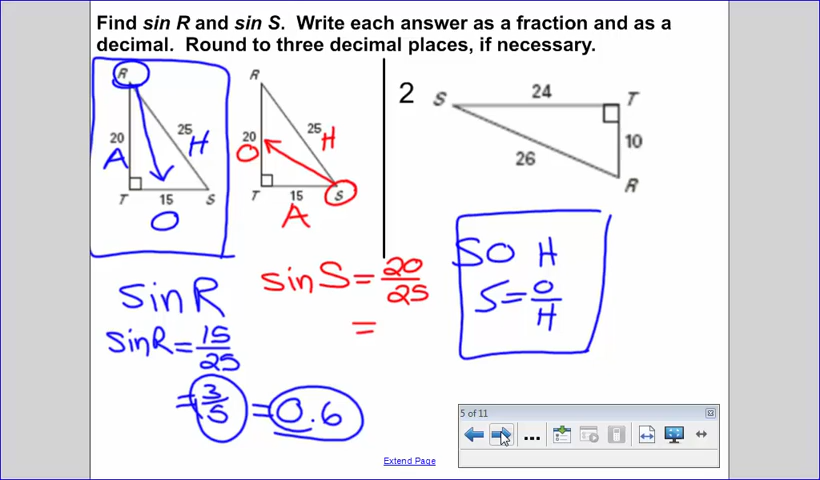 Find sin R and sin S. Write each answer as a fraction and as a
decimal. Round to three decimal places, if necessary.
R
20
25
A
H
T
15
S
O
R
20
25
O
H
T
15
S
A
2
S
24
T
10
26
R
sin R
sin R = 15/25
= 3/5 = 0.6
sin S = 20/25
=
SO H
S = O/H
5 of 11
...
Extend Page